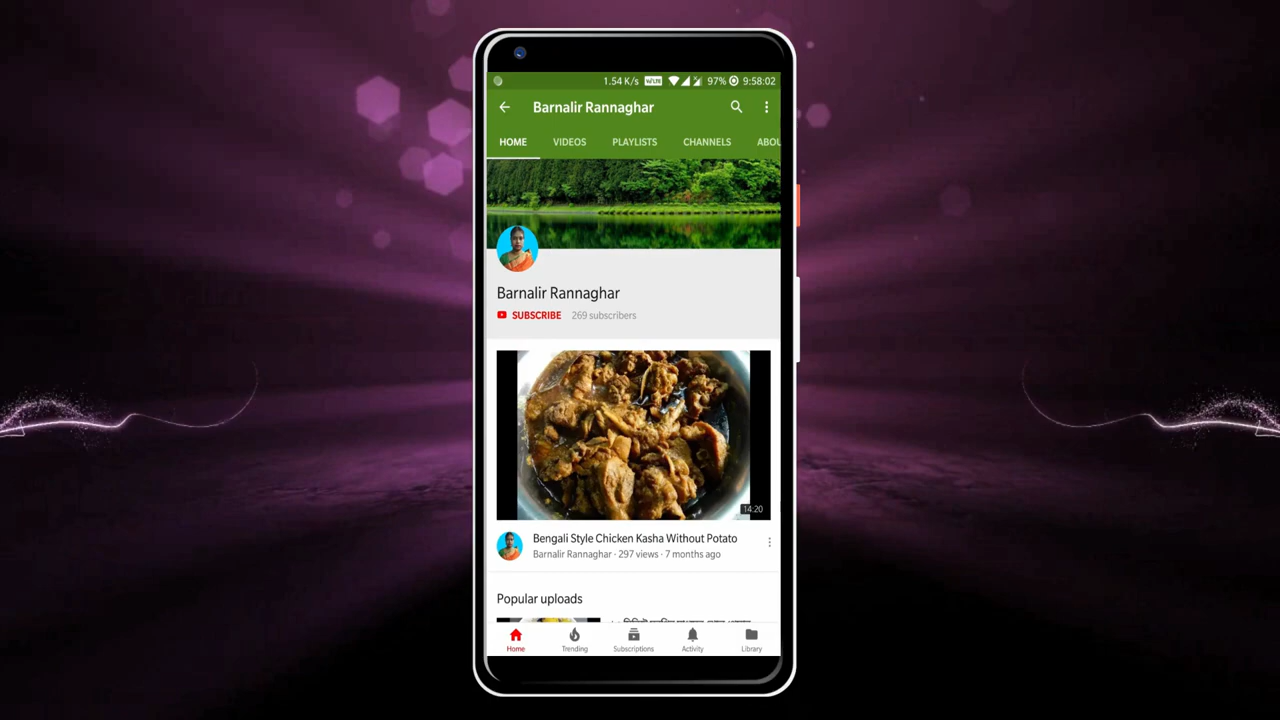 1.54 K/s VoLTE 97% 9:58:02
Barnalir Rannaghar
HOME VIDEOS PLAYLISTS CHANNELS ABOU
Barnalir Rannaghar
SUBSCRIBE 269 subscribers
14:20
Bengali Style Chicken Kasha Without Potato
Barnalir Rannaghar · 297 views · 7 months ago
Popular uploads
Home Trending Subscriptions Activity Library